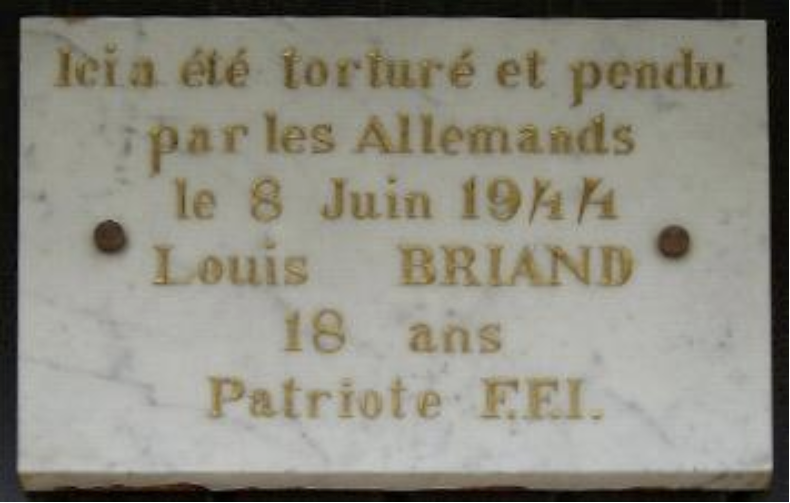 Ici a été torturé et pendu
par les Allemands
le 8 Juin 1944
Louis BRIAND
18 ans
Patriote F.F.I.